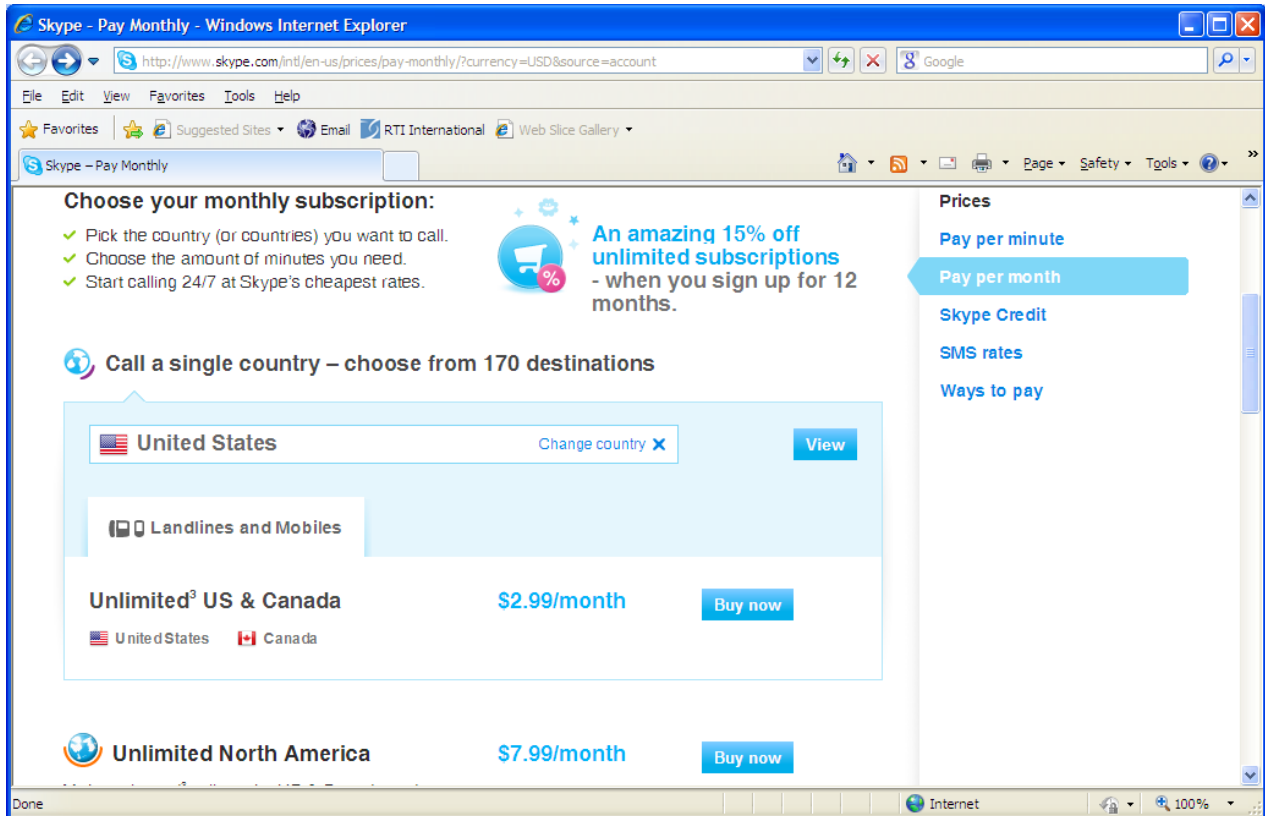 Skype - Pay Monthly - Windows Internet Explorer
http://www.skype.com/intl/en-us/prices/pay-monthly/?currency=USD&source=account
Google
File Edit View Favorites Tools Help
Favorites Suggested Sites Email RTI International Web Slice Gallery
Skype – Pay Monthly
Page Safety Tools »
Choose your monthly subscription:
Pick the country (or countries) you want to call.
Choose the amount of minutes you need.
Start calling 24/7 at Skype's cheapest rates.
%
An amazing 15% off
unlimited subscriptions
- when you sign up for 12
months.
Prices
Pay per minute
Pay per month
Skype Credit
SMS rates
Ways to pay
Call a single country – choose from 170 destinations
United States Change country View
Landlines and Mobiles
Unlimited³ US & Canada $2.99/month Buy now
United States Canada
Unlimited North America $7.99/month Buy now
Done Internet 100%